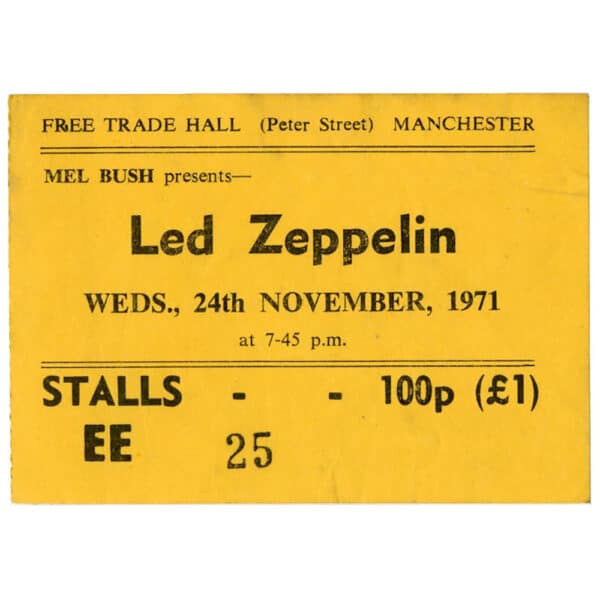 FREE TRADE HALL (Peter Street) MANCHESTER
MEL BUSH presents—
Led Zeppelin
WEDS., 24th NOVEMBER, 1971
at 7-45 p.m.
STALLS - - 100p (£1)
EE 25